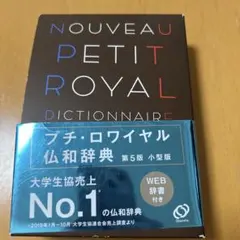 NOUVEAU
PETIT
ROYAL
DICTIONNAIRE
プチ・ロワイヤル
仏和辞典 第5版 小型版
大学生協売上
No.1 の仏和辞典
WEB
辞書
付き